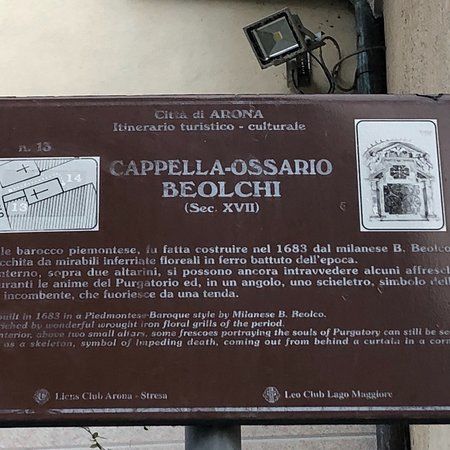 Città di ARONA
Itinerario turistico - culturale
n. 13
CAPPELLA-OSSARIO
BEOLCHI
(Sec. XVII)
14
13
le barocco piemontese, fu fatta costruire nel 1683 dal milanese B. Beolco
cchita da mirabili inferriate floreali in ferro battuto dell'epoca.
nterno, sopra due altarini, si possono ancora intravvedere alcuni affresc
uranti le anime del Purgatorio ed, in un angolo, uno scheletro, simbolo del
incombente, che fuoriesce da una tenda.
built in 1683 in a Piedmontese-Baroque style by Milanese B. Beolco.
riched by wonderful wrought iron floral grills of the period.
nterior, above two small altars, some frescoes portraying the souls of Purgatory can still be se
as a skeleton, symbol of impeding death, coming out from behind a curtain in a corn
Lions Club Arona - Stresa
Leo Club Lago Maggiore